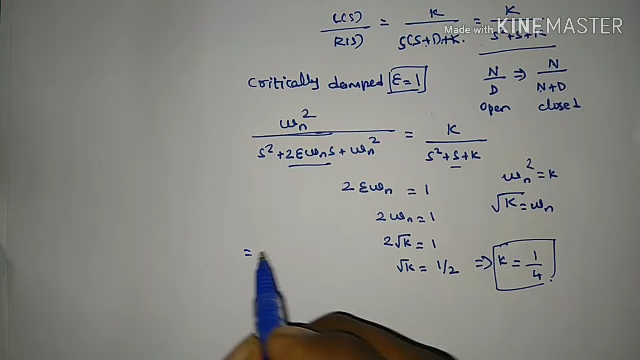 Made with KINEMASTER
C(S)/R(S) = K/S(S+1)+K = K/S²+S+K
Critically damped ε=1
N/D ⇒ N/N+D
open closed
ωn²/S²+2εωnS+ωn² = K/S²+S+K
ωn²=K
2εωn = 1
√K=ωn
2ωn=1
2√K=1
√K= 1/2 ⇒ K = 1/4
=